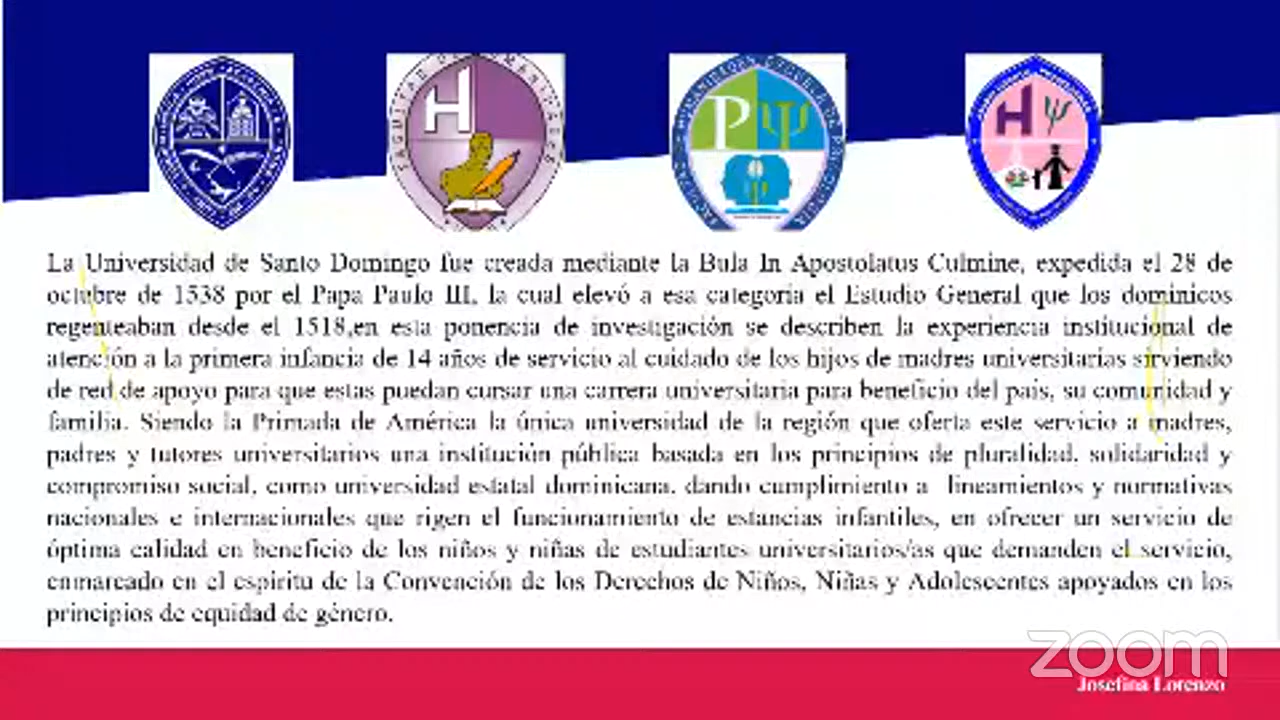 La Universidad de Santo Domingo fue creada mediante la Bula In Apostolatus Culmine, expedida el 28 de
octubre de 1538 por el Papa Paulo III, la cual elevó a esa categoría el Estudio General que los dominicos
regenteaban desde el 1518,en esta ponencia de investigación se describen la experiencia institucional de
atención a la primera infancia de 14 años de servicio al cuidado de los hijos de madres universitarias sirviendo
de red de apoyo para que estas puedan cursar una carrera universitaria para beneficio del país, su comunidad y
familia. Siendo la Primada de América la única universidad de la región que oferta este servicio a madres,
padres y tutores universitarios una institución pública basada en los principios de pluralidad, solidaridad y
compromiso social, como universidad estatal dominicana, dando cumplimiento a lineamientos y normativas
nacionales e internacionales que rigen el funcionamiento de estancias infantiles, en ofrecer un servicio de
óptima calidad en beneficio de los niños y niñas de estudiantes universitarios/as que demanden el servicio,
enmarcado en el espíritu de la Convención de los Derechos de Niños, Niñas y Adolescentes apoyados en los
principios de equidad de género.
zoom
Josefina Lorenzo